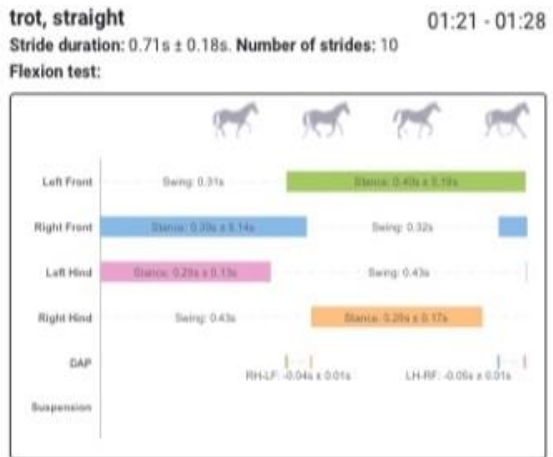 trot, straight 01:21 - 01:28
Stride duration: 0.71s ± 0.18s. Number of strides: 10
Flexion test:
Left Front Swing: 0.31s Stance: 0.40s ± 0.19s
Right Front Stance: 0.39s ± 0.14s Swing: 0.32s
Left Hind Stance: 0.29s ± 0.13s Swing: 0.43s
Right Hind Swing: 0.43s Stance: 0.29s ± 0.17s
DAP
RH-LF: -0.04s ± 0.01s LH-RF: -0.06s ± 0.01s
Suspension